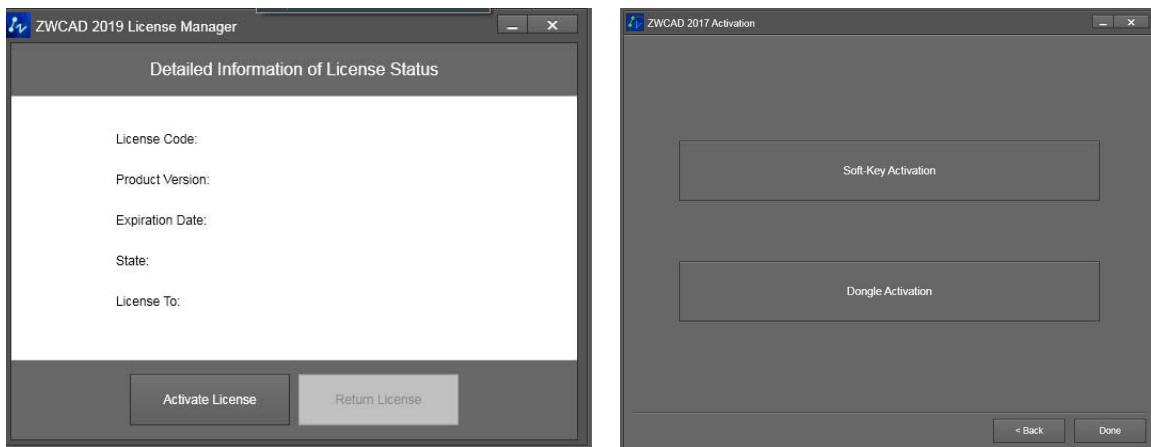 ZWCAD 2019 License Manager
Detailed Information of License Status
License Code:
Product Version:
Expiration Date:
State:
License To:
Activate License
Return License
ZWCAD 2017 Activation
Soft-Key Activation
Dongle Activation
< Back
Done